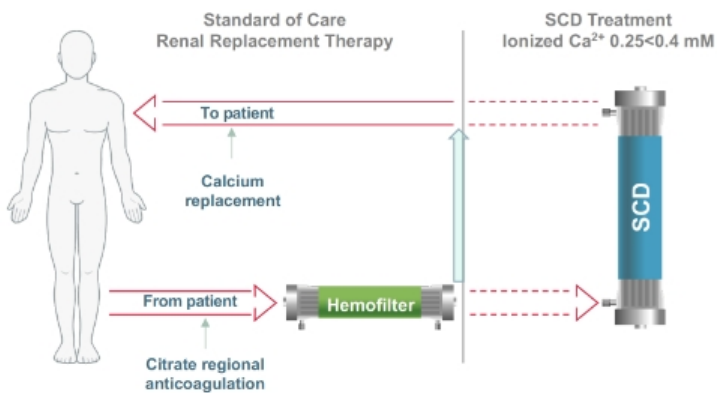 Standard of Care
Renal Replacement Therapy
SCD Treatment
Ionized Ca²⁺ 0.25<0.4 mM
To patient
Calcium
replacement
SCD
From patient
Hemofilter
Citrate regional
anticoagulation